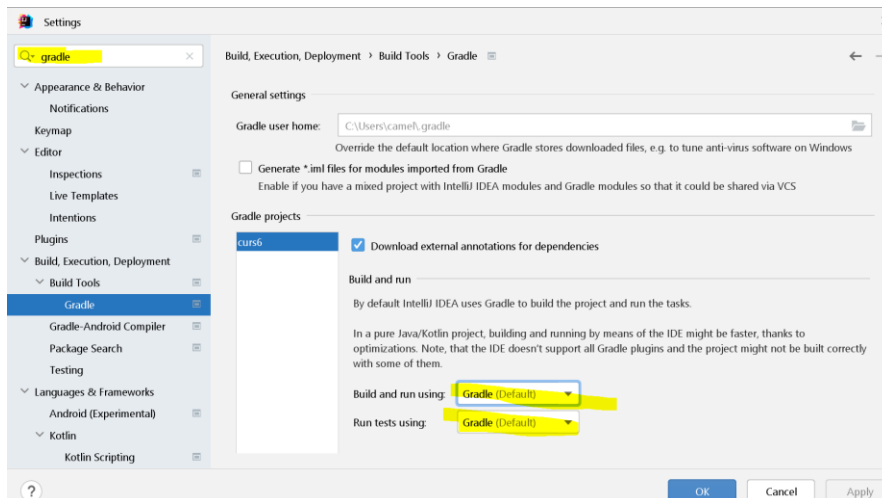 Settings
gradle
Appearance & Behavior
Notifications
Keymap
Editor
Inspections
Live Templates
Intentions
Plugins
Build, Execution, Deployment
Build Tools
Gradle
Gradle-Android Compiler
Package Search
Testing
Languages & Frameworks
Android (Experimental)
Kotlin
Kotlin Scripting
?
Build, Execution, Deployment › Build Tools › Gradle
General settings
Gradle user home: C:\Users\camel\.gradle
Override the default location where Gradle stores downloaded files, e.g. to tune anti-virus software on Windows
Generate *.iml files for modules imported from Gradle
Enable if you have a mixed project with IntelliJ IDEA modules and Gradle modules so that it could be shared via VCS
Gradle projects
curs6
Download external annotations for dependencies
Build and run
By default IntelliJ IDEA uses Gradle to build the project and run the tasks.
In a pure Java/Kotlin project, building and running by means of the IDE might be faster, thanks to
optimizations. Note, that the IDE doesn't support all Gradle plugins and the project might not be built correctly
with some of them.
Build and run using: Gradle (Default)
Run tests using: Gradle (Default)
OK Cancel Apply